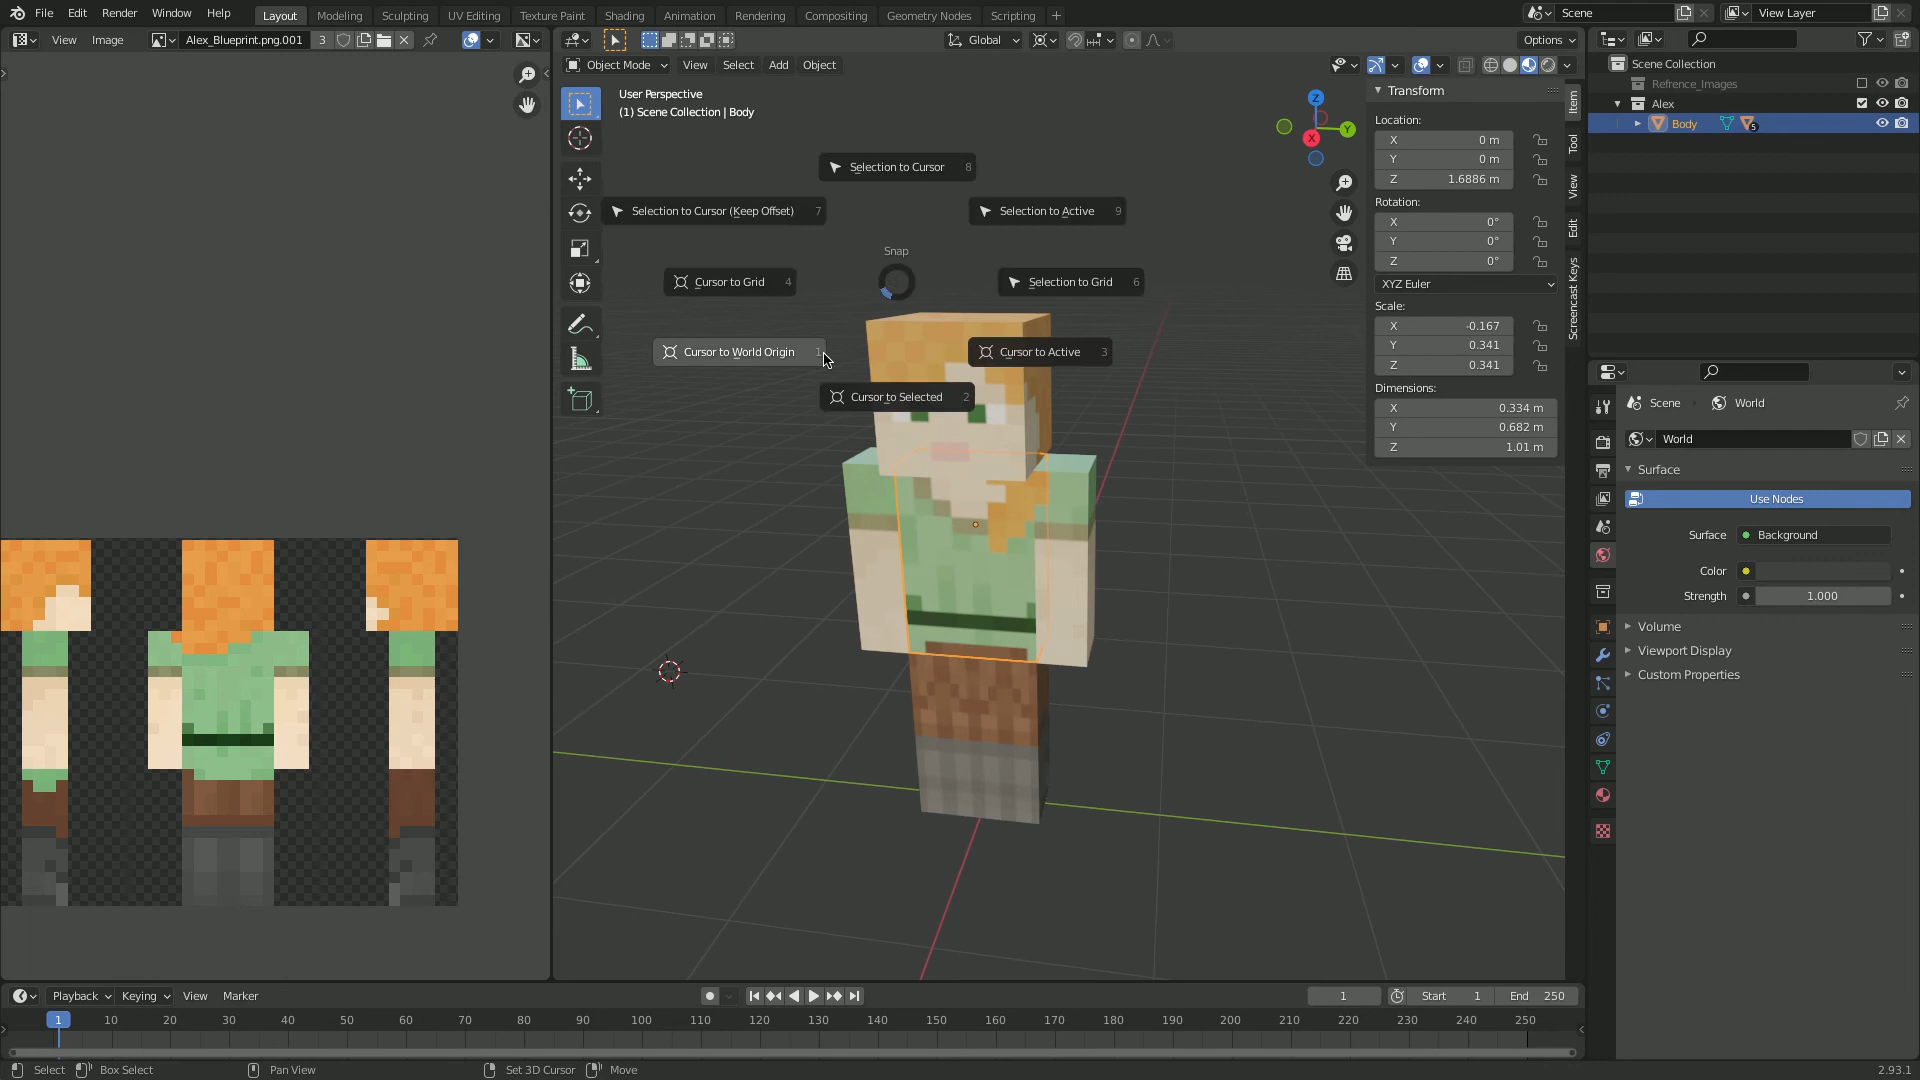 File Edit Render Window Help Layout Modeling Sculpting UV Editing Texture Paint Shading Animation Rendering Compositing Geometry Nodes Scripting Scene View Layer
View Image Alex_Blueprint.png.001 3 Global Options
Object Mode View Select Add Object
User Perspective
(1) Scene Collection | Body
Z
Y
X
Selection to Cursor 8
Selection to Cursor (Keep Offset) 7
Selection to Active 9
Snap
Cursor to Grid 4
Selection to Grid 6
Cursor to World Origin 1
Cursor to Active 3
Cursor to Selected 2
Transform
Location:
X 0 m
Y 0 m
Z 1.6886 m
Rotation:
X 0°
Y 0°
Z 0°
XYZ Euler
Scale:
X -0.167
Y 0.341
Z 0.341
Dimensions:
X 0.334 m
Y 0.682 m
Z 1.01 m
Item
Tool
View
Edit
Screencast Keys
Scene Collection
Refrence_Images
Alex
Body 5
Scene World
World
Surface
Use Nodes
Surface Background
Color
Strength 1.000
Volume
Viewport Display
Custom Properties
Playback Keying View Marker 1 Start 1 End 250
1 10 20 30 40 50 60 70 80 90 100 110 120 130 140 150 160 170 180 190 200 210 220 230 240 250
Select Box Select Pan View Set 3D Cursor Move 2.93.1